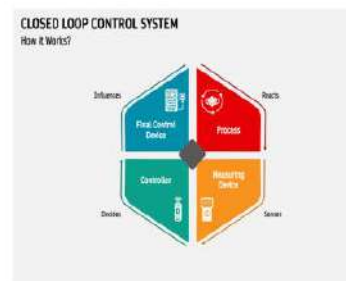 CLOSED LOOP CONTROL SYSTEM
How it Works?
Influences
Reacts
Final Control
Device
Process
Controller
Measuring
Device
Decides
Senses